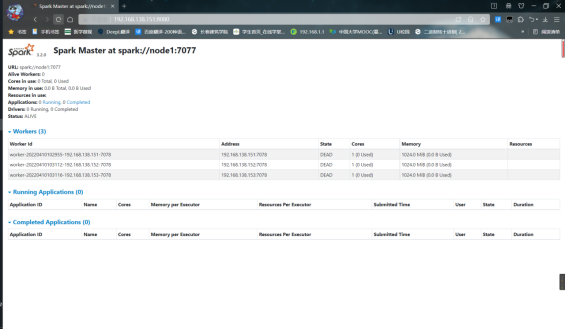 Spark Master at spark://node1:7077
192.168.138.151:8080
Spark 3.2.0 Spark Master at spark://node1:7077
URL: spark://node1:7077
Alive Workers: 0
Cores in use: 0 Total, 0 Used
Memory in use: 0.0 B Total, 0.0 B Used
Resources in use:
Applications: 0 Running, 0 Completed
Drivers: 0 Running, 0 Completed
Status: ALIVE
Workers (3)
Worker Id Address State Cores Memory Resources
worker-20220410102955-192.168.138.151-7078 192.168.138.151:7078 DEAD 1 (0 Used) 1024.0 MiB (0.0 B Used)
worker-20220410103112-192.168.138.152-7078 192.168.138.152:7078 DEAD 1 (0 Used) 1024.0 MiB (0.0 B Used)
worker-20220410103116-192.168.138.153-7078 192.168.138.153:7078 DEAD 1 (0 Used) 1024.0 MiB (0.0 B Used)
Running Applications (0)
Application ID Name Cores Memory per Executor Resources Per Executor Submitted Time User State Duration
Completed Applications (0)
Application ID Name Cores Memory per Executor Resources Per Executor Submitted Time User State Duration